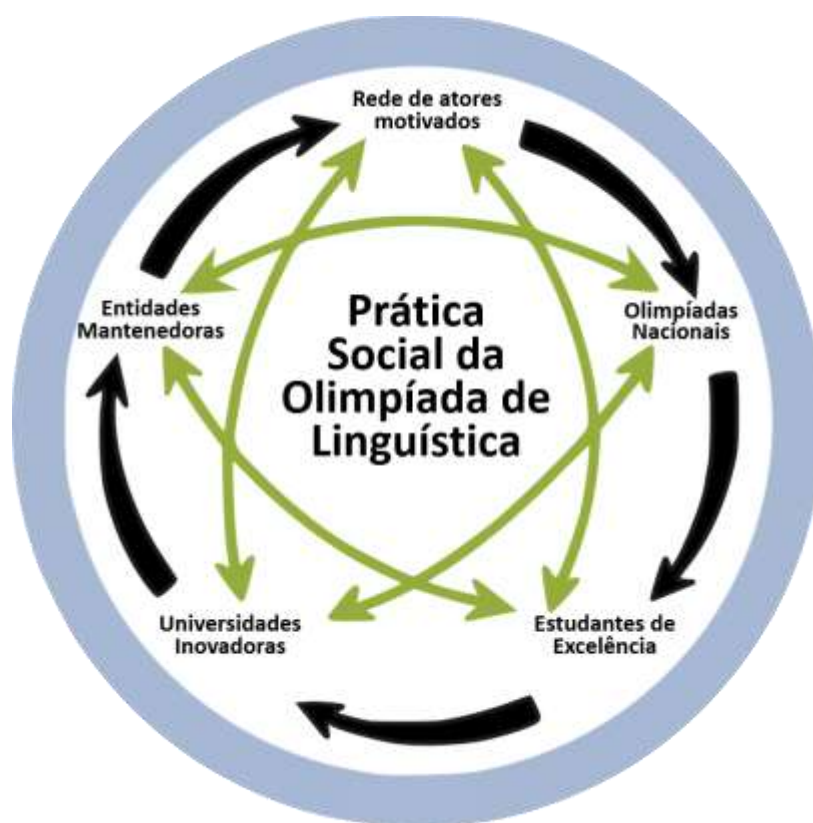 Rede de atores
motivados
Entidades
Mantenedoras
Olimpíadas
Nacionais
Prática
Social da
Olimpíada de
Linguística
Universidades
Inovadoras
Estudantes de
Excelência